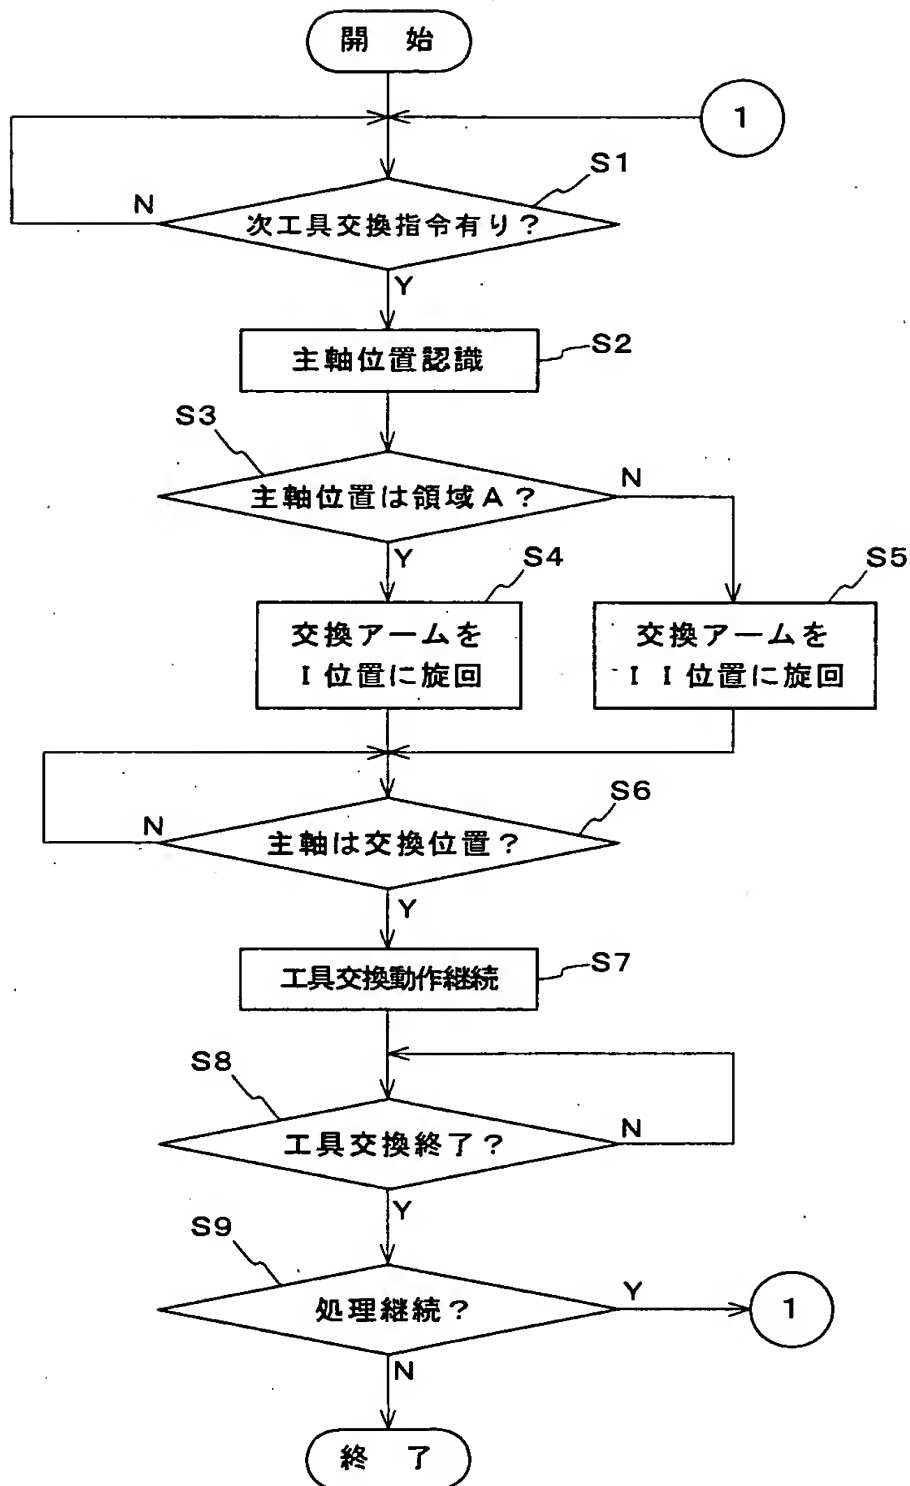 開 始
1
S1
N
次工具交換指令有り?
Y
主軸位置認識
S2
S3
主軸位置は領域A?
N
Y
S4
S5
交換アームを
I位置に旋回
交換アームを
II位置に旋回
S6
N
主軸は交換位置?
Y
工具交換動作継続
S7
S8
工具交換終了?
N
Y
S9
処理継続?
Y
1
N
終 了